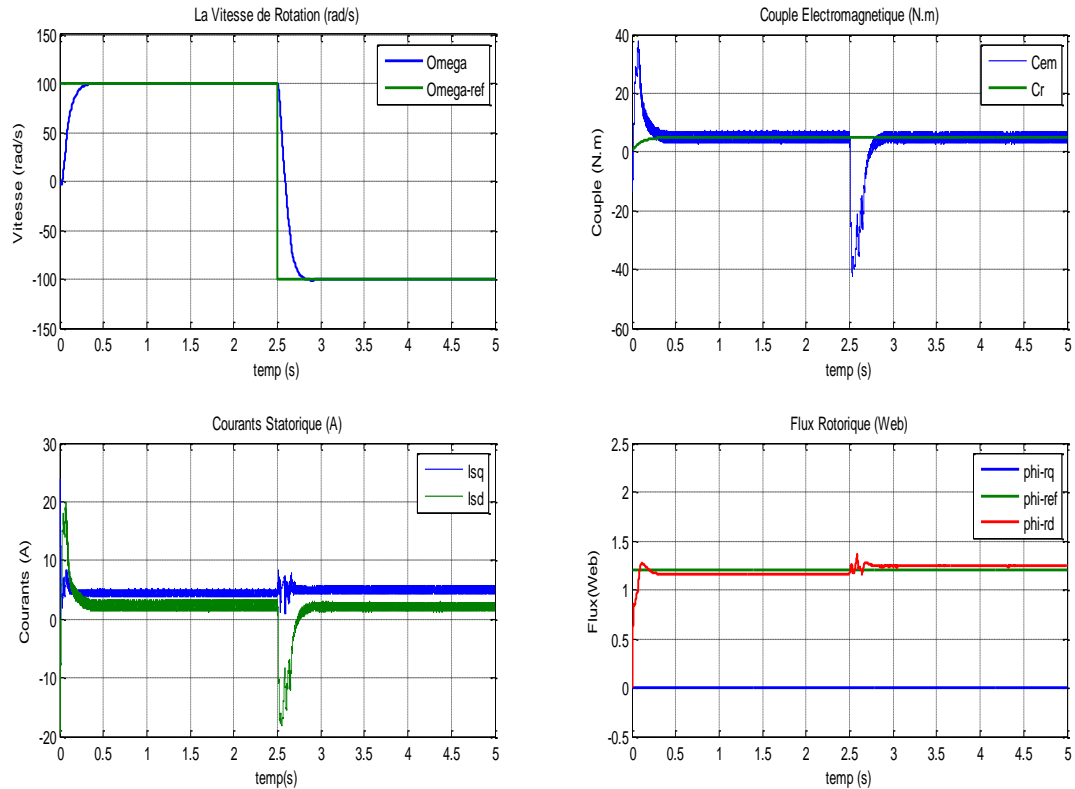 La Vitesse de Rotation (rad/s)
150
100
50
0
-50
-100
-150
Vitesse (rad/s)
Omega
Omega-ref
0 0.5 1 1.5 2 2.5 3 3.5 4 4.5 5
temp (s)
Couple Electromagnetique (N.m)
40
20
0
-20
-40
-60
Couple (N.m)
Cem
Cr
0 0.5 1 1.5 2 2.5 3 3.5 4 4.5 5
temp (s)
Courants Statorique (A)
30
20
10
0
-10
-20
Courants (A)
Isq
Isd
0 0.5 1 1.5 2 2.5 3 3.5 4 4.5 5
temp(s)
Flux Rotorique (Web)
2.5
2
1.5
1
0.5
0
-0.5
Flux(Web)
phi-rq
phi-ref
phi-rd
0 0.5 1 1.5 2 2.5 3 3.5 4 4.5 5
temp (s)